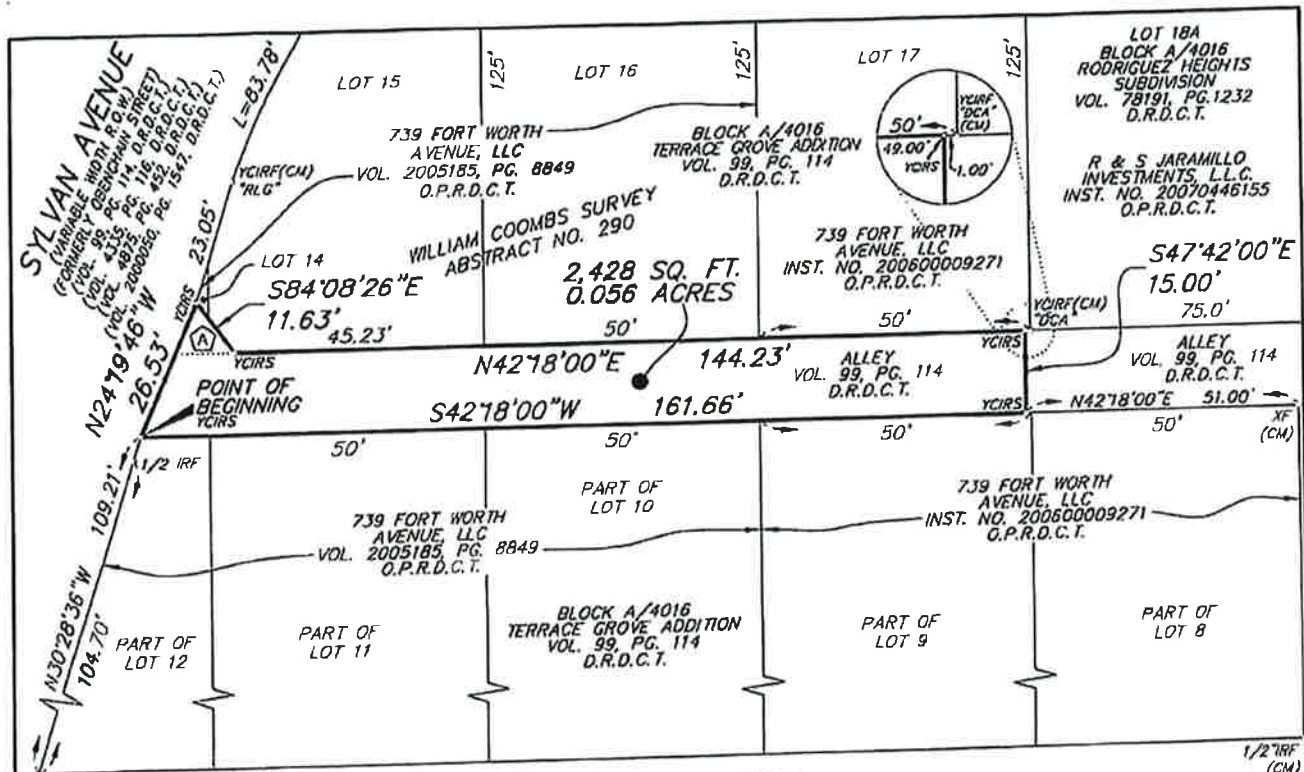 SYLVAN AVENUE
(VARIABLE WIDTH R.O.W.)
(FORMERLY OBENCHAIN STREET)
(VOL. 99, PG. 114, D.R.D.C.T.)
(VOL. 4335, PG. 116, D.R.D.C.T.)
(VOL. 4875, PG. 452, D.R.D.C.T.)
(VOL. 2000050, PG. 1547, D.R.D.C.T.)
L=83.78'
LOT 15
125'
LOT 16
125'
LOT 17
125'
LOT 18A
BLOCK A/4016
RODRIGUEZ HEIGHTS
SUBDIVISION
VOL. 78191, PG.1232
D.R.D.C.T.
R & S JARAMILLO
INVESTMENTS, L.L.C.
INST. NO. 20070446155
O.P.R.D.C.T.
739 FORT WORTH
AVENUE, LLC
VOL. 2005185, PG. 8849
O.P.R.D.C.T.
BLOCK A/4016
TERRACE GROVE ADDITION
VOL. 99, PG. 114
D.R.D.C.T.
50'
49.00'
YCIRS
1.00'
YCIRF
"DCA"
(CM)
YCIRF(CM)
"RLG"
23.05'
LOT 14
YCIRS
WILLIAM COOMBS SURVEY
ABSTRACT NO. 290
2,428 SQ. FT.
0.056 ACRES
739 FORT WORTH
AVENUE, LLC
INST. NO. 200600009271
O.P.R.D.C.T.
S47°42'00"E
15.00'
75.0'
YCIRF(CM)
"DCA"
S84°08'26"E
11.63'
45.23'
50'
50'
YCIRS
A
YCIRS
N24°19'46"W
26.53'
N42°18'00"E 144.23'
ALLEY
VOL. 99, PG. 114
D.R.D.C.T.
ALLEY
VOL. 99, PG. 114
D.R.D.C.T.
POINT OF
BEGINNING
YCIRS
S42°18'00"W 161.66'
YCIRS
N42°18'00"E 51.00'
XF
(CM)
1/2 IRF
50'
50'
50'
50'
109.21'
N30°28'36"W
104.70'
739 FORT WORTH
AVENUE, LLC
VOL. 2005185, PG. 8849
O.P.R.D.C.T.
PART OF
LOT 10
739 FORT WORTH
AVENUE, LLC
INST. NO. 200600009271
O.P.R.D.C.T.
PART OF
LOT 12
PART OF
LOT 11
BLOCK A/4016
TERRACE GROVE ADDITION
VOL. 99, PG. 114
D.R.D.C.T.
PART OF
LOT 9
PART OF
LOT 8
1/2"IRF
(CM)